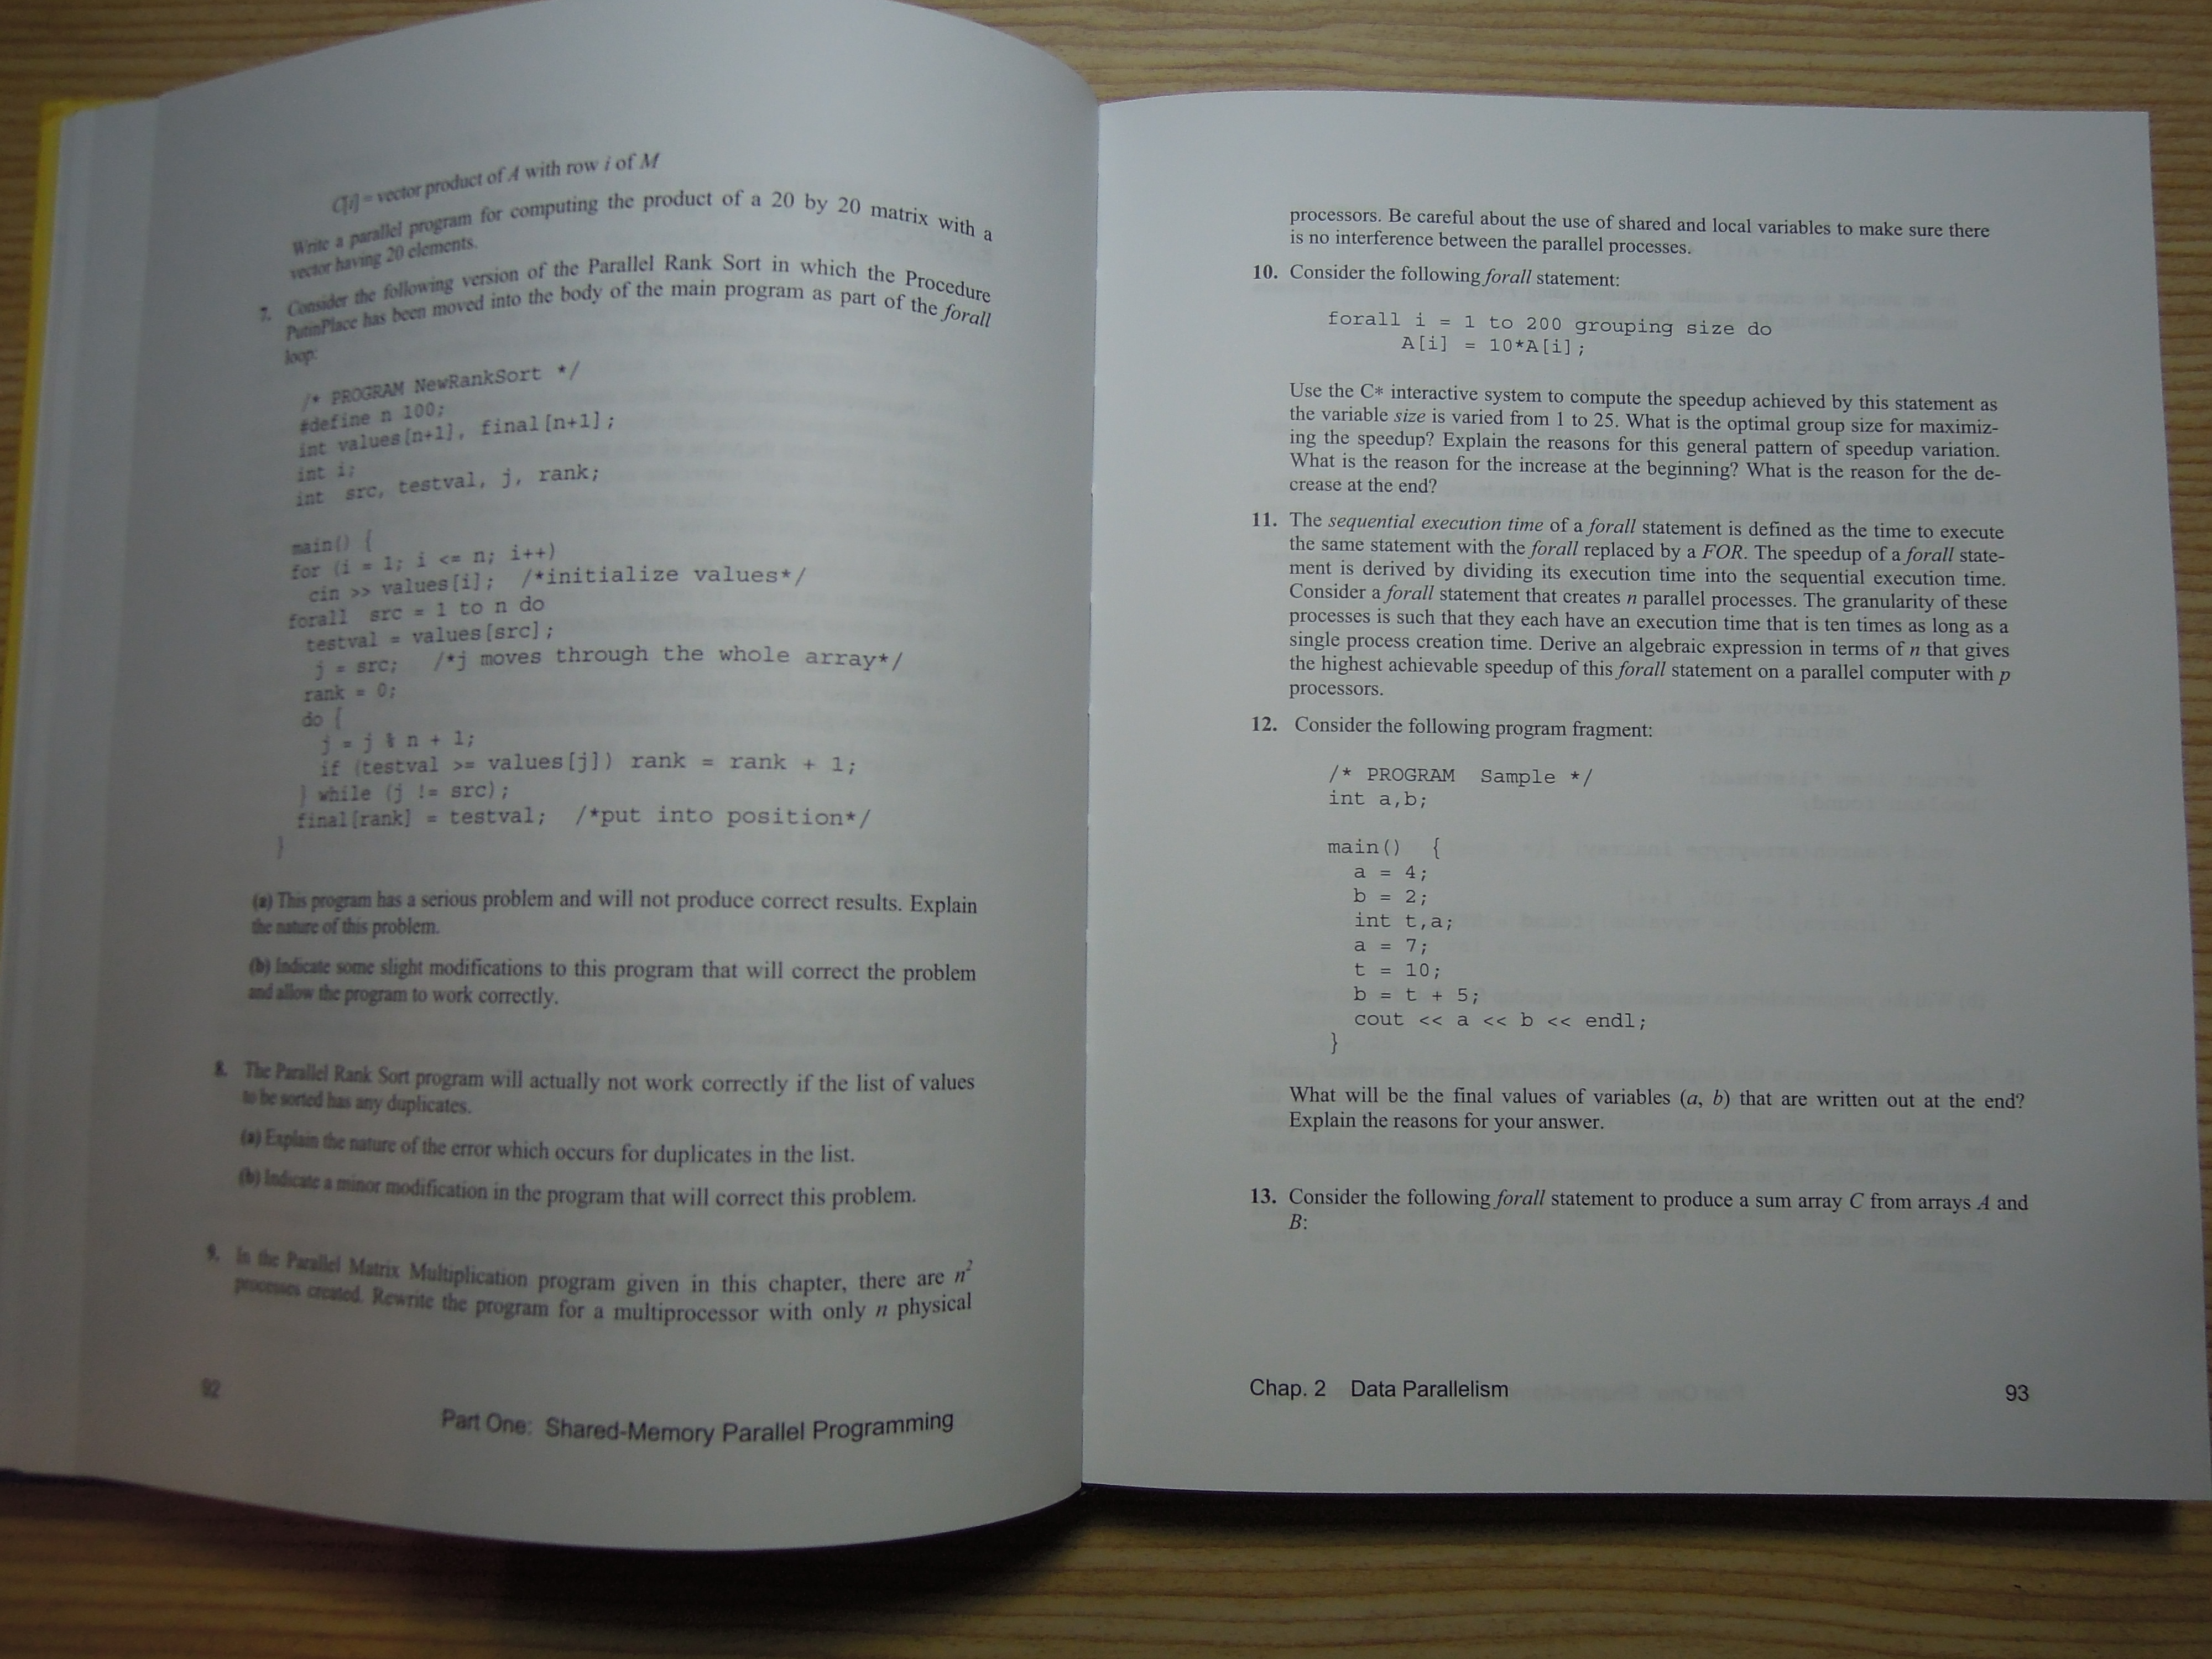 C[i] = vector product of A with row i of M
Write a parallel program for computing the product of a 20 by 20 matrix with a
vector having 20 elements.
7. Consider the following version of the Parallel Rank Sort in which the Procedure
PutinPlace has been moved into the body of the main program as part of the forall
loop:
/* PROGRAM NewRankSort */
#define n 100;
int values[n+1], final[n+1];
int i;
int src, testval, j, rank;
main() {
for (i = 1; i <= n; i++)
cin >> values[i]; /*initialize values*/
forall src = 1 to n do
testval = values[src];
j = src; /*j moves through the whole array*/
rank = 0;
do {
j = j % n + 1;
if (testval >= values[j]) rank = rank + 1;
} while (j != src);
final[rank] = testval; /*put into position*/
}
(a) This program has a serious problem and will not produce correct results. Explain
the nature of this problem.
(b) Indicate some slight modifications to this program that will correct the problem
and allow the program to work correctly.
8. The Parallel Rank Sort program will actually not work correctly if the list of values
to be sorted has any duplicates.
(a) Explain the nature of the error which occurs for duplicates in the list.
(b) Indicate a minor modification in the program that will correct this problem.
9. In the Parallel Matrix Multiplication program given in this chapter, there are n²
processes created. Rewrite the program for a multiprocessor with only n physical
92
Part One: Shared-Memory Parallel Programming
processors. Be careful about the use of shared and local variables to make sure there
is no interference between the parallel processes.
10. Consider the following forall statement:
forall i = 1 to 200 grouping size do
A[i] = 10*A[i];
Use the C* interactive system to compute the speedup achieved by this statement as
the variable size is varied from 1 to 25. What is the optimal group size for maximiz-
ing the speedup? Explain the reasons for this general pattern of speedup variation.
What is the reason for the increase at the beginning? What is the reason for the de-
crease at the end?
11. The sequential execution time of a forall statement is defined as the time to execute
the same statement with the forall replaced by a FOR. The speedup of a forall state-
ment is derived by dividing its execution time into the sequential execution time.
Consider a forall statement that creates n parallel processes. The granularity of these
processes is such that they each have an execution time that is ten times as long as a
single process creation time. Derive an algebraic expression in terms of n that gives
the highest achievable speedup of this forall statement on a parallel computer with p
processors.
12. Consider the following program fragment:
/* PROGRAM Sample */
int a,b;
main() {
a = 4;
b = 2;
int t,a;
a = 7;
t = 10;
b = t + 5;
cout << a << b << endl;
}
What will be the final values of variables (a, b) that are written out at the end?
Explain the reasons for your answer.
13. Consider the following forall statement to produce a sum array C from arrays A and
B:
Chap. 2 Data Parallelism
93